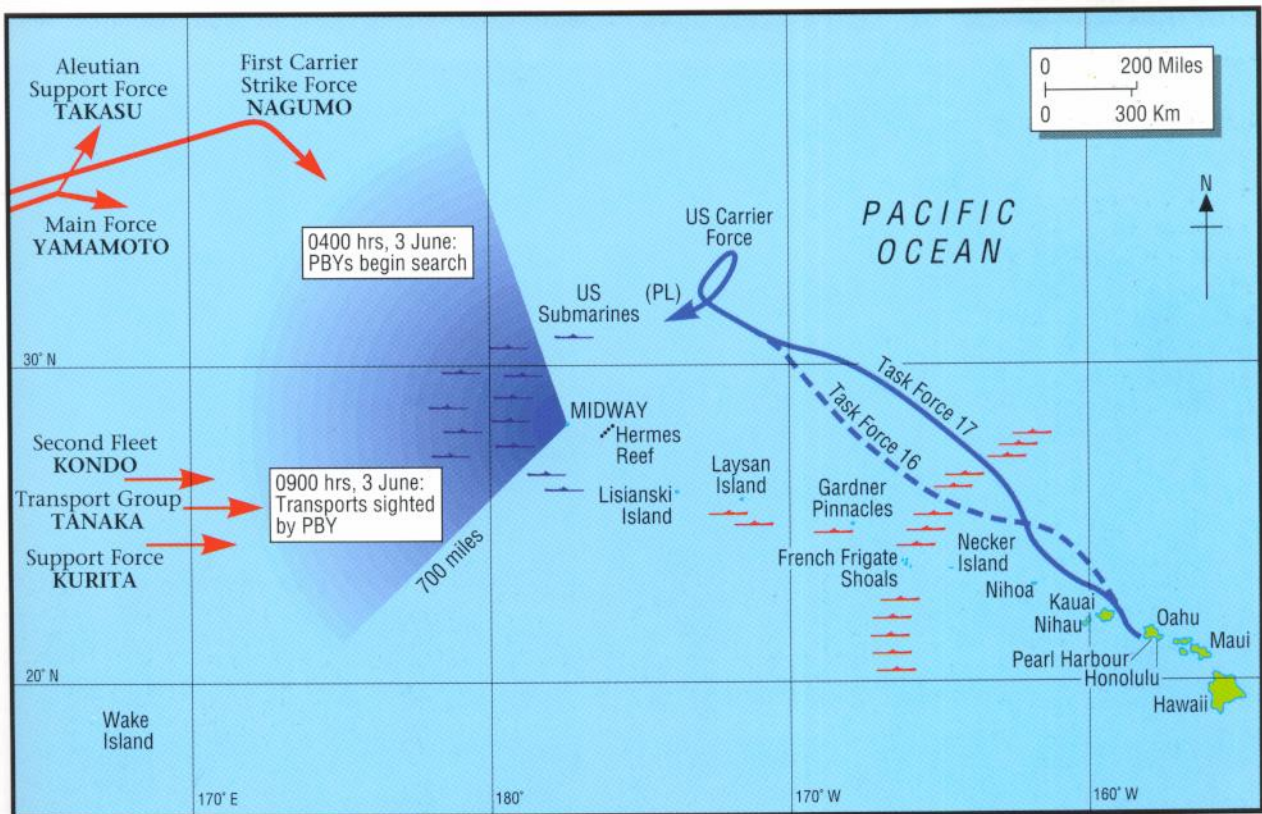 Aleutian
Support Force
TAKASU
First Carrier
Strike Force
NAGUMO
0 200 Miles
0 300 Km
N
Main Force
YAMAMOTO
0400 hrs, 3 June:
PBYs begin search
US Carrier
Force
PACIFIC
OCEAN
US
Submarines
(PL)
30° N
Task Force 17
Task Force 16
MIDWAY
Hermes
Reef
Second Fleet
KONDO
Transport Group
TANAKA
Support Force
KURITA
0900 hrs, 3 June:
Transports sighted
by PBY
700 miles
Lisianski
Island
Laysan
Island
Gardner
Pinnacles
French Frigate
Shoals
Necker
Island
Nihoa
Kauai
Nihau
Oahu
Maui
Pearl Harbour
Honolulu
Hawaii
20° N
Wake
Island
170° E
180°
170° W
160° W